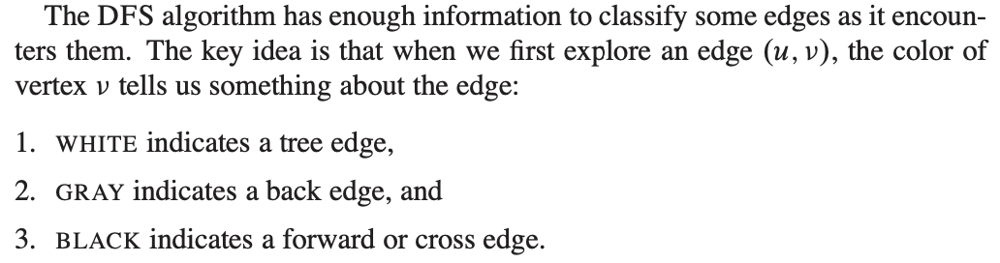 The DFS algorithm has enough information to classify some edges as it encoun-
ters them. The key idea is that when we first explore an edge (u, v), the color of
vertex v tells us something about the edge:
1. WHITE indicates a tree edge,
2. GRAY indicates a back edge, and
3. BLACK indicates a forward or cross edge.